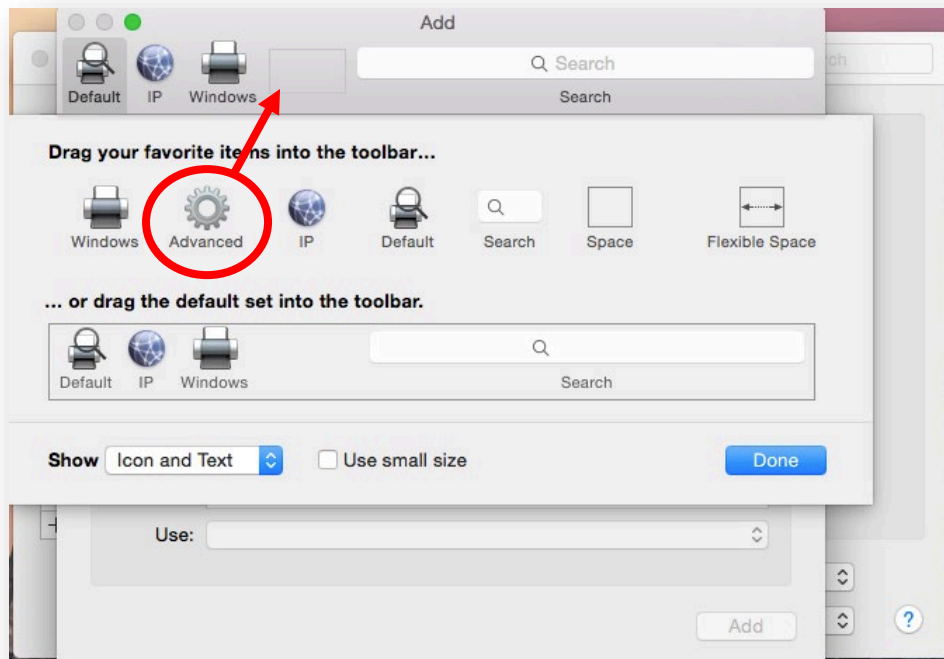 Add
Search
ch
Default IP Windows Search
Drag your favorite items into the toolbar...
Windows Advanced IP Default Search Space Flexible Space
... or drag the default set into the toolbar.
Default IP Windows Search
Show Icon and Text Use small size Done
Use:
Add
?